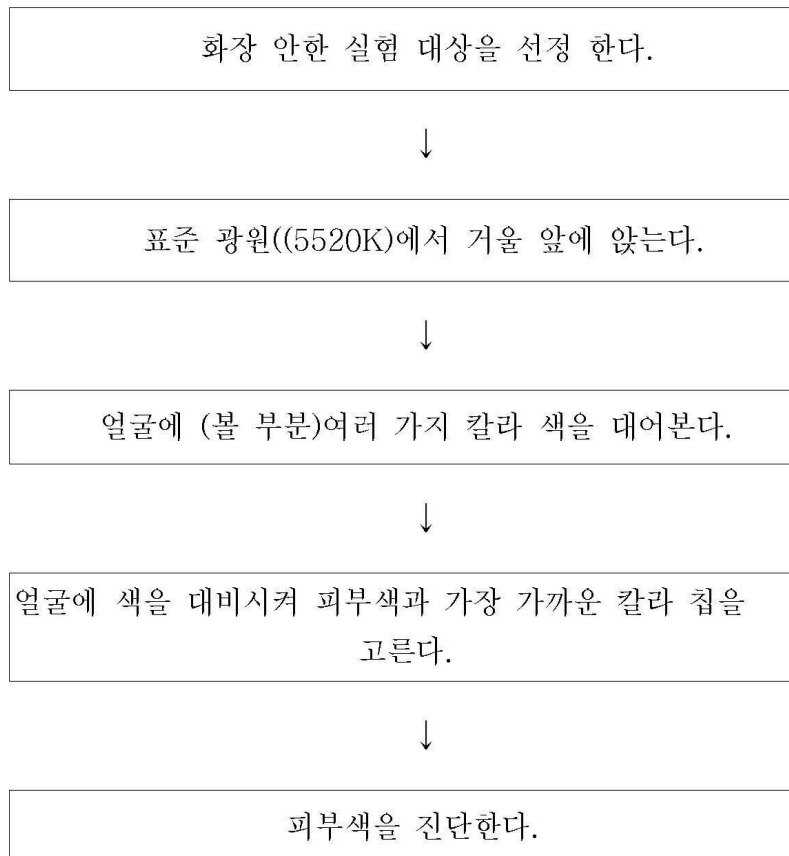 화장 안한 실험 대상을 선정 한다.
↓
표준 광원((5520K)에서 거울 앞에 앉는다.
↓
얼굴에 (볼 부분)여러 가지 칼라 색을 대어본다.
↓
얼굴에 색을 대비시켜 피부색과 가장 가까운 칼라 칩을
고른다.
↓
피부색을 진단한다.